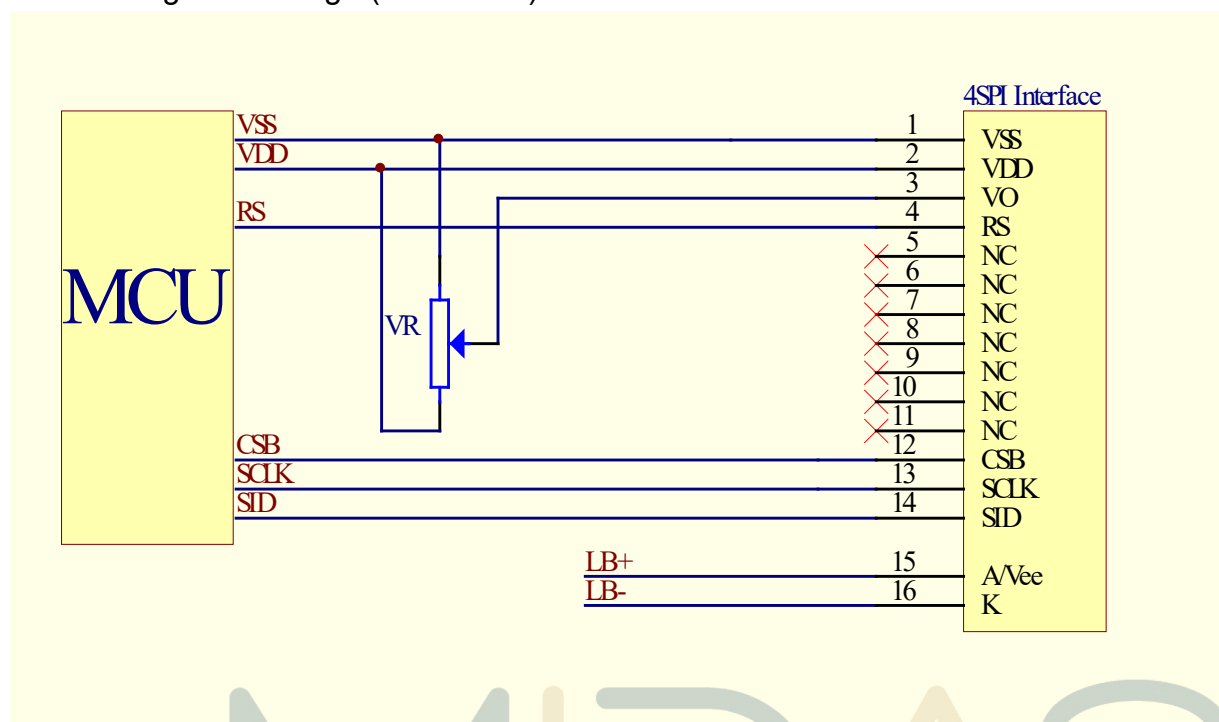 4SPI Interface
VSS 1 VSS
VDD 2 VDD
3 VO
RS 4 RS
5 NC
6 NC
MCU
7 NC
VR
8 NC
9 NC
10 NC
11 NC
CSB 12 CSB
SCLK 13 SCLK
SID 14 SID
LB+ 15 A/Vee
LB- 16 K